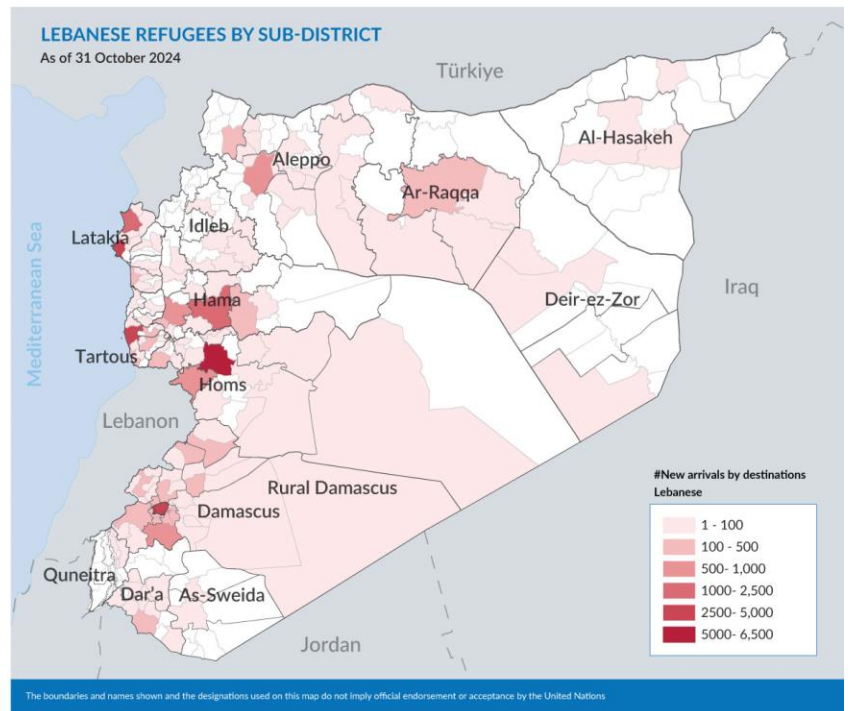 LEBANESE REFUGEES BY SUB-DISTRICT
As of 31 October 2024
Türkiye
Al-Hasakeh
Aleppo
Ar-Raqqa
Mediterranean Sea
Idleb
Latakia
Hama
Deir-ez-Zor
Iraq
Tartous
Homs
Lebanon
Rural Damascus
Damascus
Quneitra
Dar'a
As-Sweida
Jordan
#New arrivals by destinations
Lebanese
1 - 100
100 - 500
500- 1,000
1000- 2,500
2500- 5,000
5000- 6,500
The boundaries and names shown and the designations used on this map do not imply official endorsement or acceptance by the United Nations